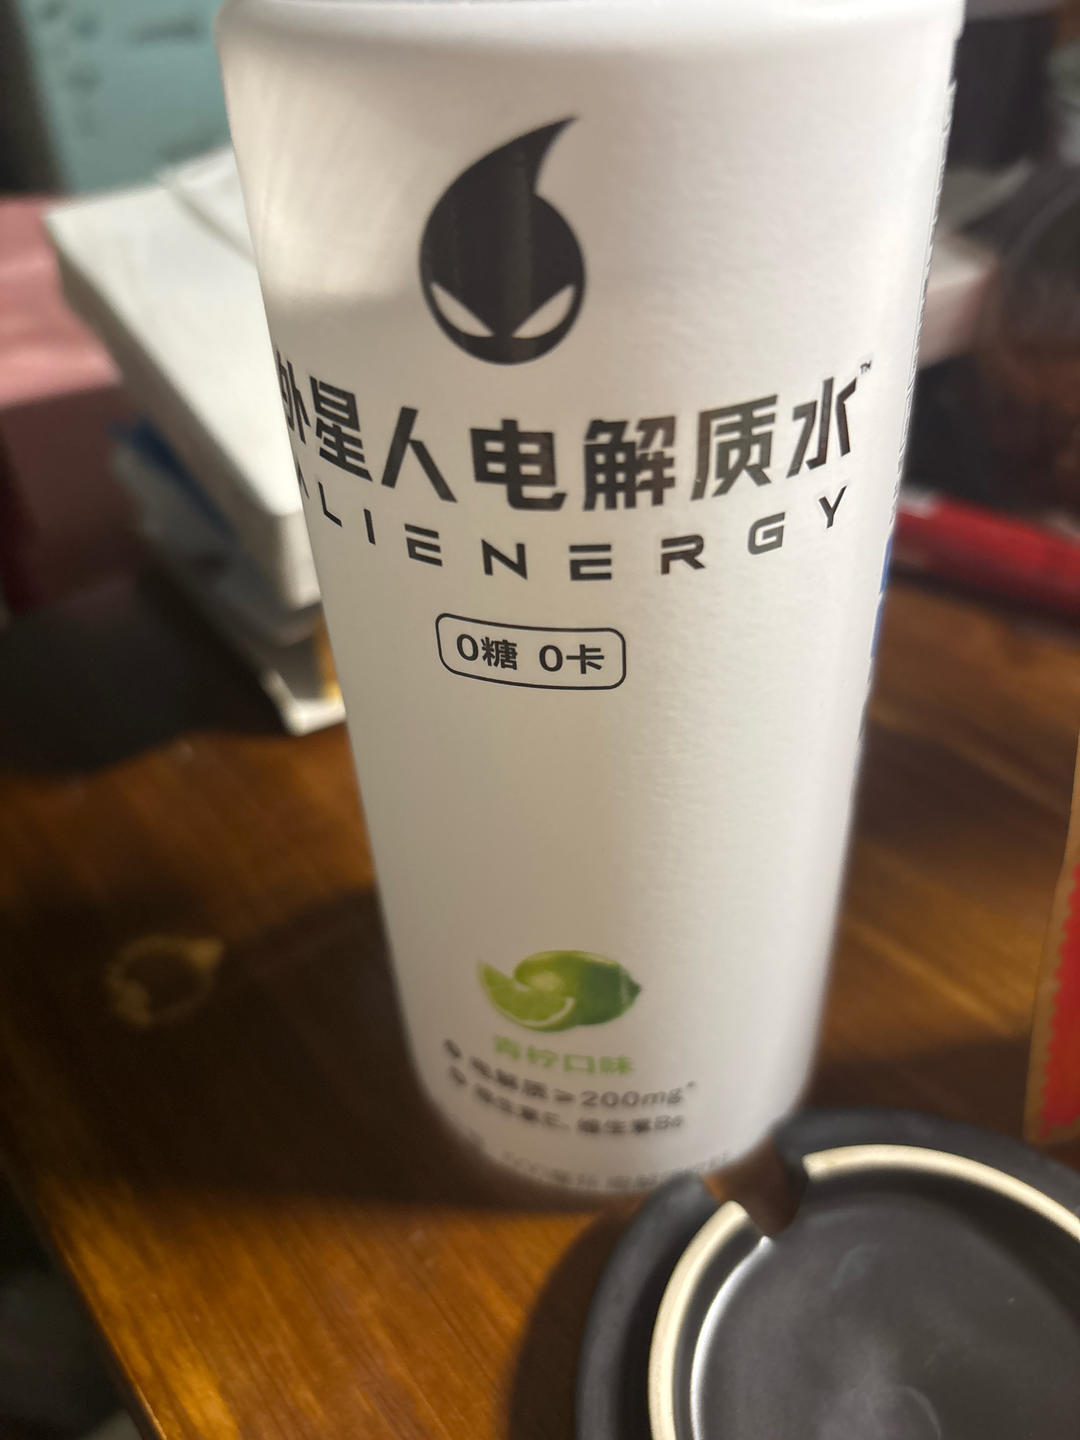 外星人电解质水™
ALIENERGY
0糖 0卡
青柠口味
电解质≥200mg*
维生素E、维生素B6